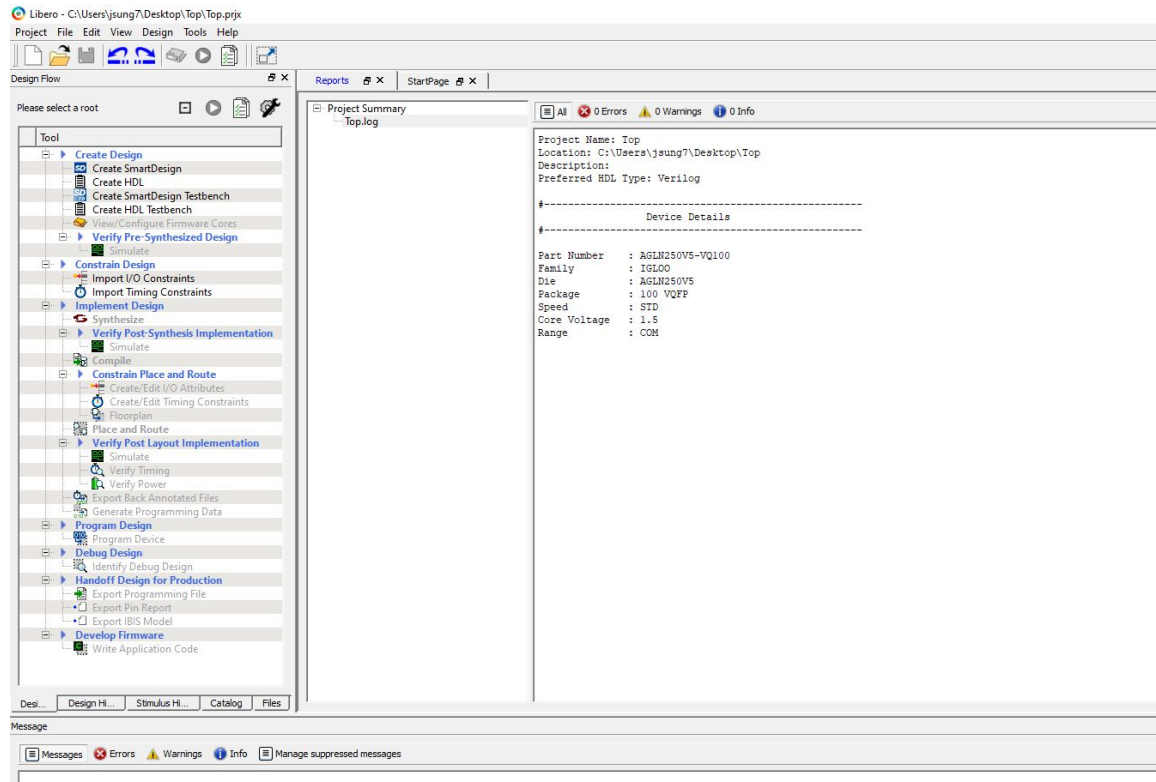 Libero - C:\Users\jsung7\Desktop\Top\Top.prjx
Project File Edit View Design Tools Help
Design Flow
Reports
StartPage
Please select a root
Tool
Create Design
Create SmartDesign
Create HDL
Create SmartDesign Testbench
Create HDL Testbench
View/Configure Firmware Cores
Verify Pre-Synthesized Design
Simulate
Constrain Design
Import I/O Constraints
Import Timing Constraints
Implement Design
Synthesize
Verify Post-Synthesis Implementation
Simulate
Compile
Constrain Place and Route
Create/Edit I/O Attributes
Create/Edit Timing Constraints
Floorplan
Place and Route
Verify Post Layout Implementation
Simulate
Verify Timing
Verify Power
Export Back Annotated Files
Generate Programming Data
Program Design
Program Device
Debug Design
Identify Debug Design
Handoff Design for Production
Export Programming File
Export Pin Report
Export IBIS Model
Develop Firmware
Write Application Code
Desi... Design Hi... Stimulus Hi... Catalog Files
Project Summary
Top.log
All 0 Errors 0 Warnings 0 Info
Project Name: Top
Location: C:\Users\jsung7\Desktop\Top
Description:
Preferred HDL Type: Verilog
#----------------------------------------------------
Device Details
#----------------------------------------------------
Part Number : AGLN250V5-VQ100
Family : IGLOO
Die : AGLN250V5
Package : 100 VQFP
Speed : STD
Core Voltage : 1.5
Range : COM
Message
Messages Errors Warnings Info Manage suppressed messages